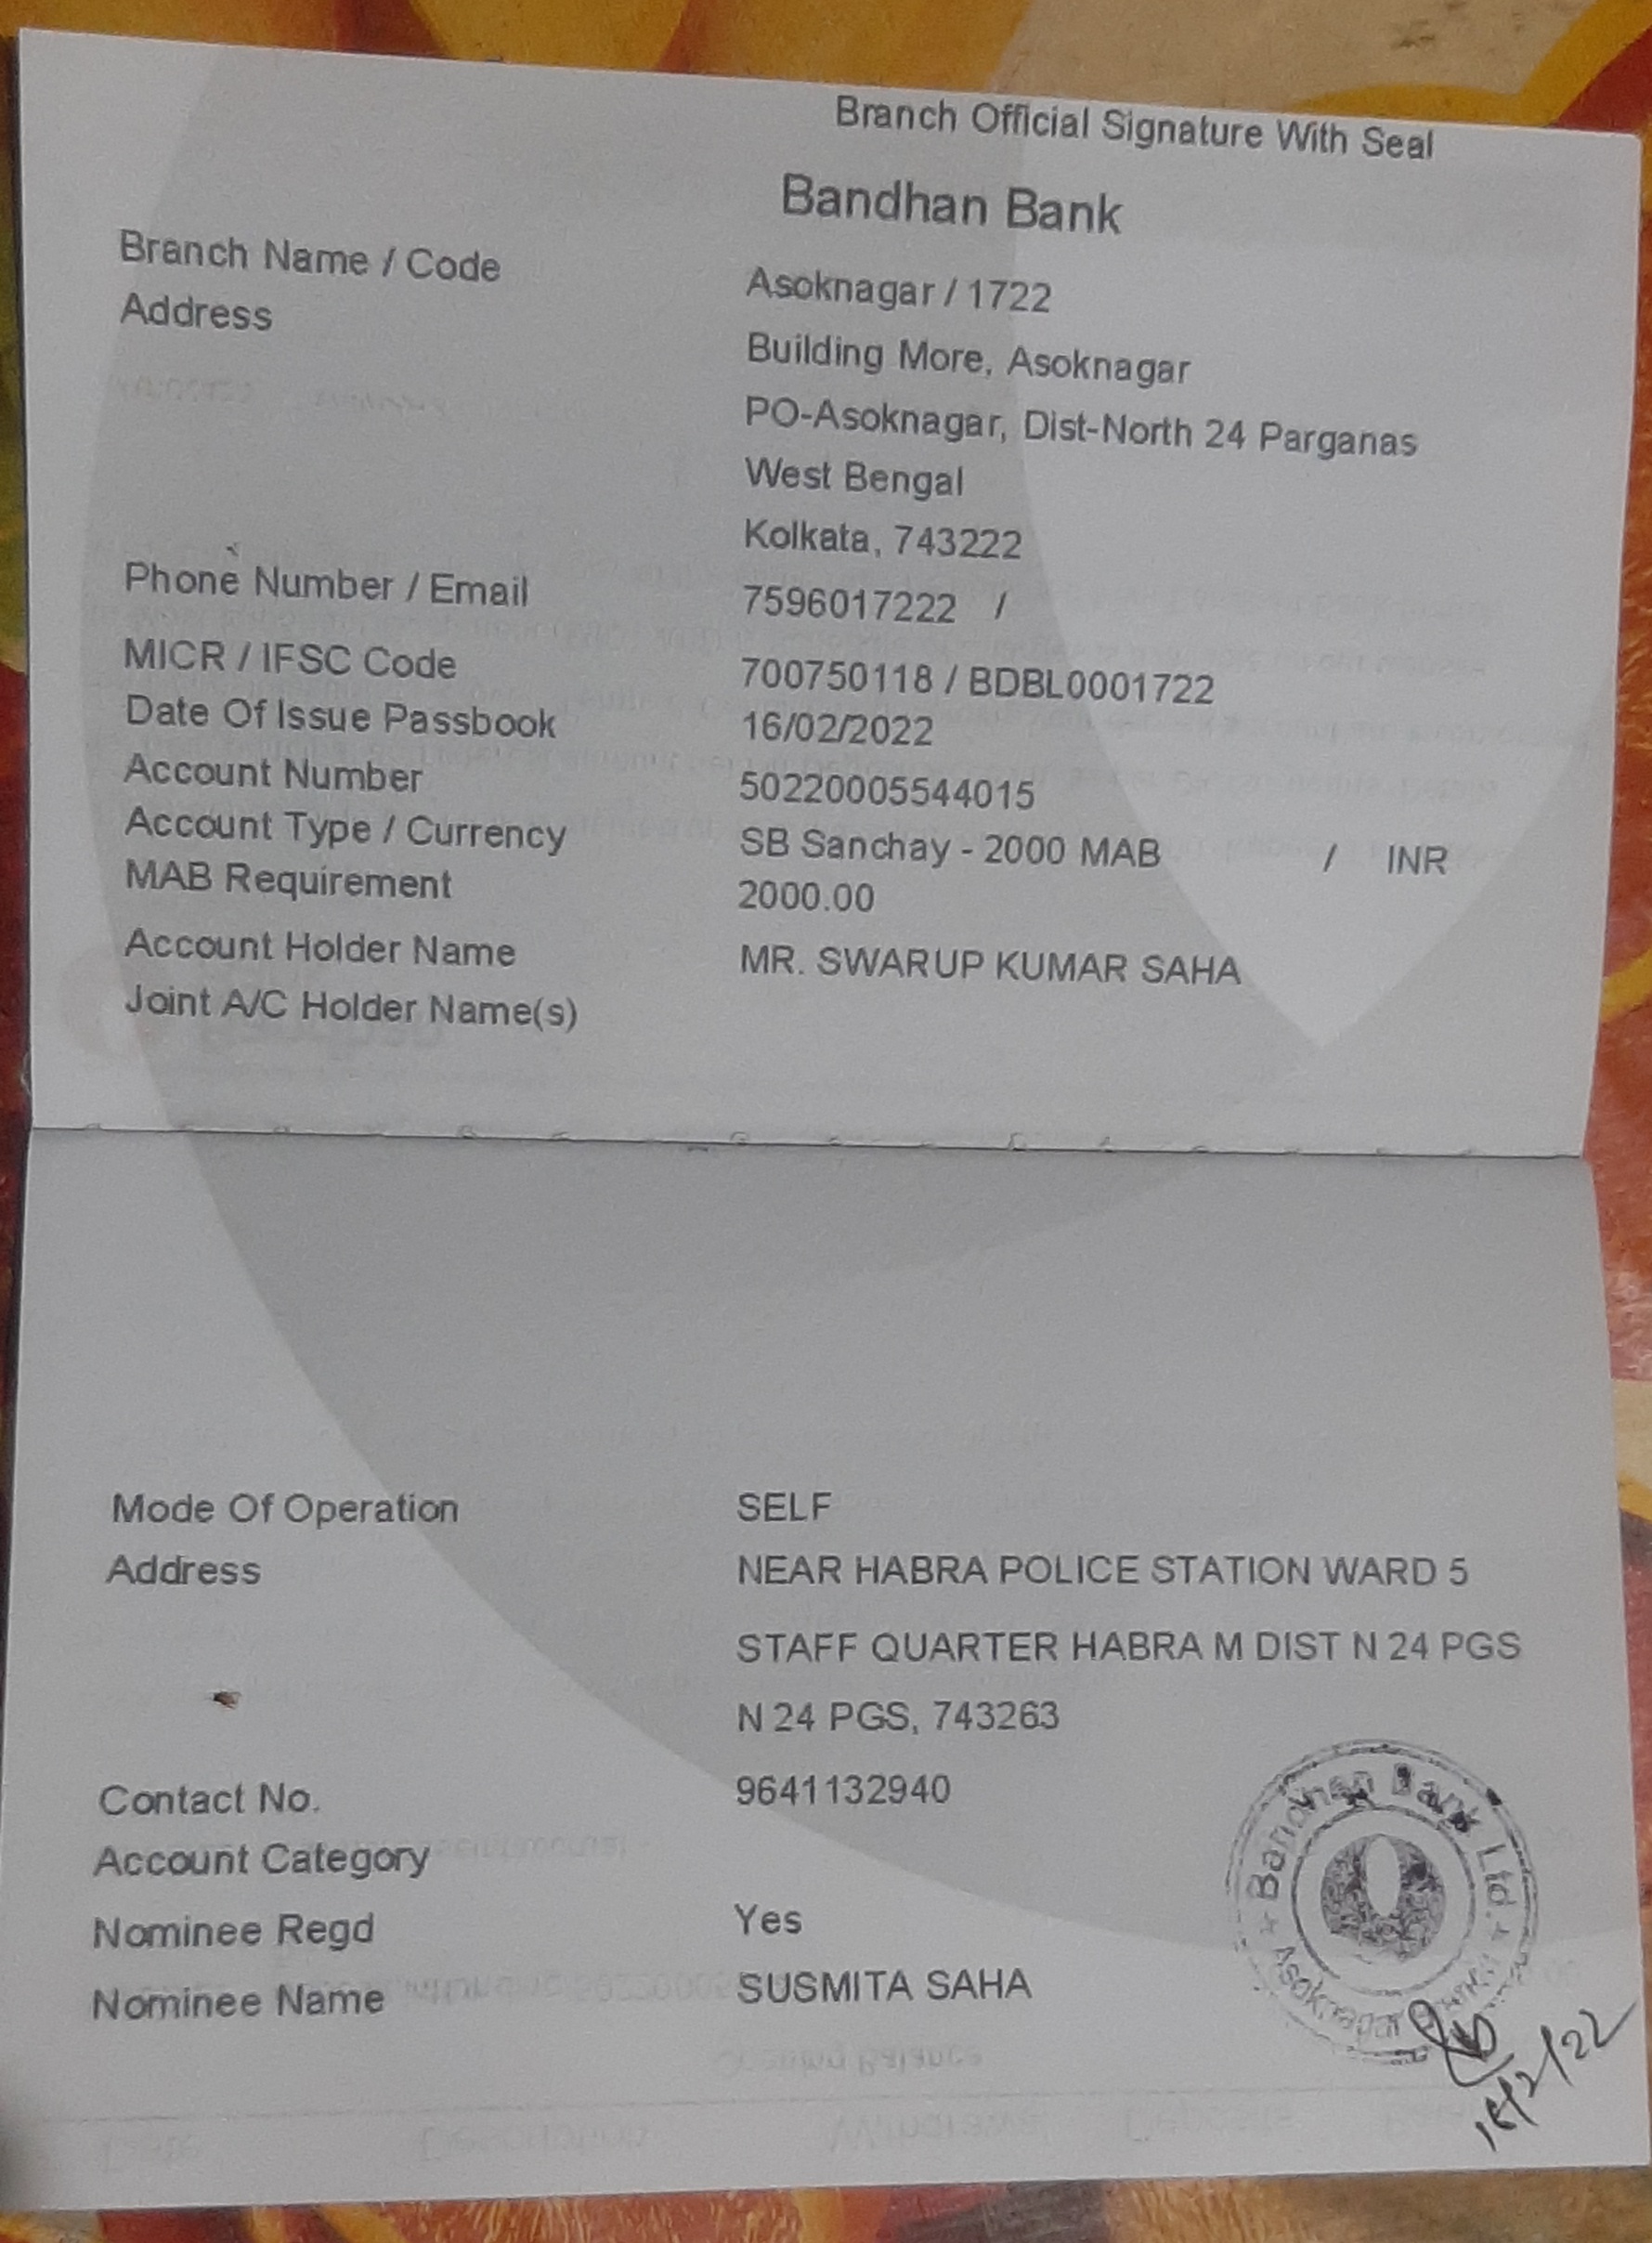 Branch Official Signature With Seal
Bandhan Bank
Branch Name / Code Asoknagar / 1722
Address Building More, Asoknagar
PO-Asoknagar, Dist-North 24 Parganas
West Bengal
Kolkata, 743222
Phone Number / Email 7596017222 /
MICR / IFSC Code 700750118 / BDBL0001722
Date Of Issue Passbook 16/02/2022
Account Number 50220005544015
Account Type / Currency SB Sanchay - 2000 MAB / INR
MAB Requirement 2000.00
Account Holder Name MR. SWARUP KUMAR SAHA
Joint A/C Holder Name(s)
Mode Of Operation SELF
Address NEAR HABRA POLICE STATION WARD 5
STAFF QUARTER HABRA M DIST N 24 PGS
N 24 PGS, 743263
Contact No. 9641132940
Account Category
Nominee Regd Yes
Nominee Name SUSMITA SAHA
Bandhan Bank Ltd.
Asoknagar
16/2/22